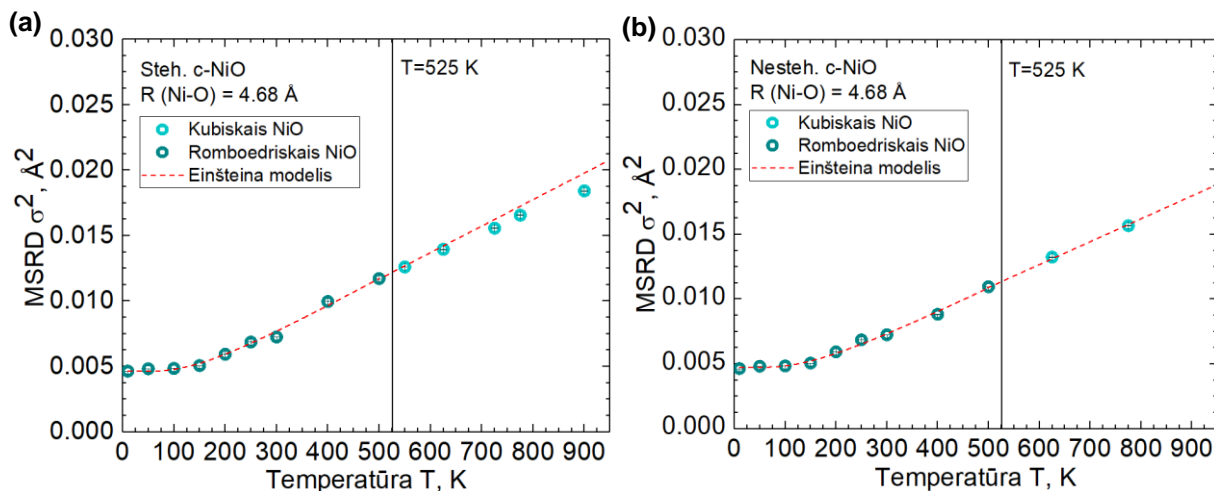 (a)
0.030
0.025
0.020
0.015
0.010
0.005
0.000
MSRD σ², Å²
Steh. c-NiO
R (Ni-O) = 4.68 Å
Kubiskais NiO
Romboedriskais NiO
Einšteina modelis
T=525 K
0 100 200 300 400 500 600 700 800 900
Temperatūra T, K
(b)
0.030
0.025
0.020
0.015
0.010
0.005
0.000
MSRD σ², Å²
Nesteh. c-NiO
R (Ni-O) = 4.68 Å
Kubiskais NiO
Romboedriskais NiO
Einšteina modelis
T=525 K
0 100 200 300 400 500 600 700 800 900
Temperatūra T, K